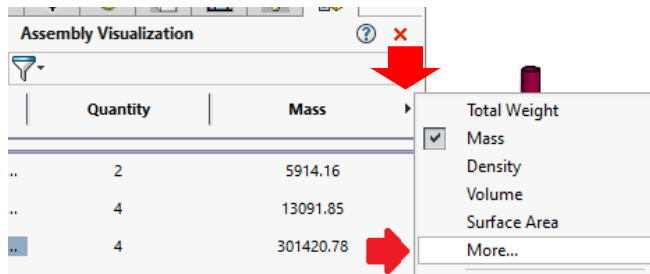 Assembly Visualization
Quantity Mass
Total Weight
Mass
Density
Volume
Surface Area
More...
.. 2 5914.16
.. 4 13091.85
.. 4 301420.78